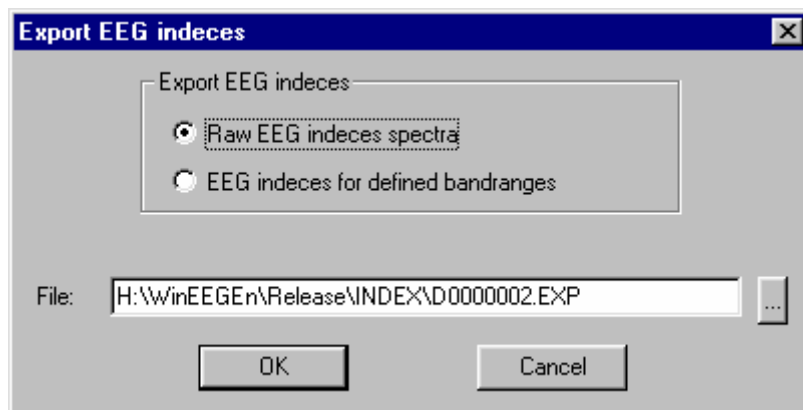 Export EEG indeces
Export EEG indeces
Raw EEG indeces spectra
EEG indeces for defined bandranges
File: H:\WinEEGEn\Release\INDEX\D0000002.EXP ...
OK Cancel